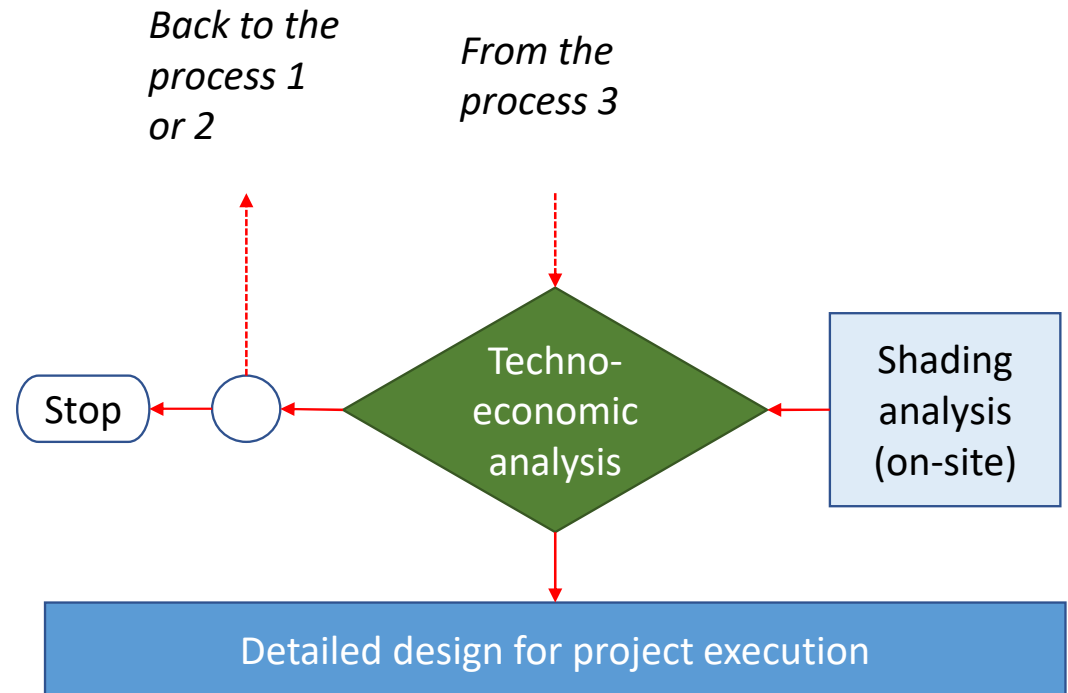 Back to the
process 1
or 2
From the
process 3
Stop
Techno-
economic
analysis
Shading
analysis
(on-site)
Detailed design for project execution